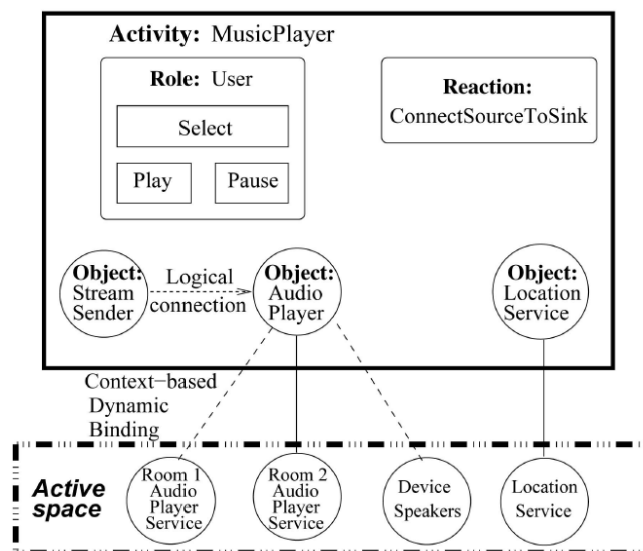 Activity: MusicPlayer
Role: User
Select
Play
Pause
Reaction:
ConnectSourceToSink
Object:
Stream
Sender
Logical
connection
Object:
Audio
Player
Object:
Location
Service
Context-based
Dynamic
Binding
Active
space
Room 1
Audio
Player
Service
Room 2
Audio
Player
Service
Device
Speakers
Location
Service